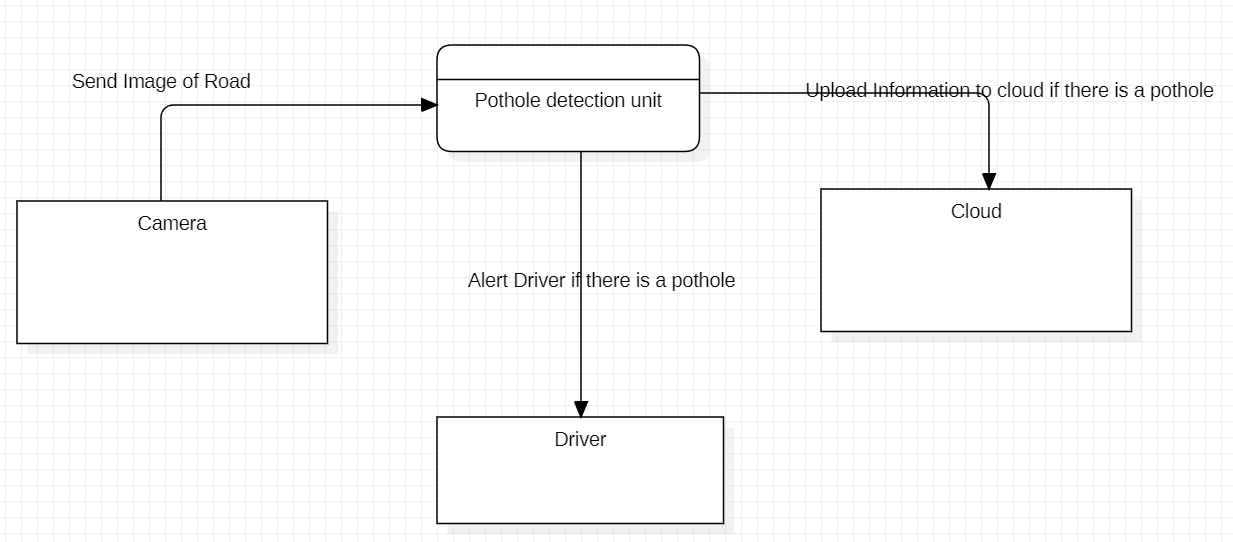 Send Image of Road
Pothole detection unit
Upload Information to cloud if there is a pothole
Camera
Cloud
Alert Driver if there is a pothole
Driver